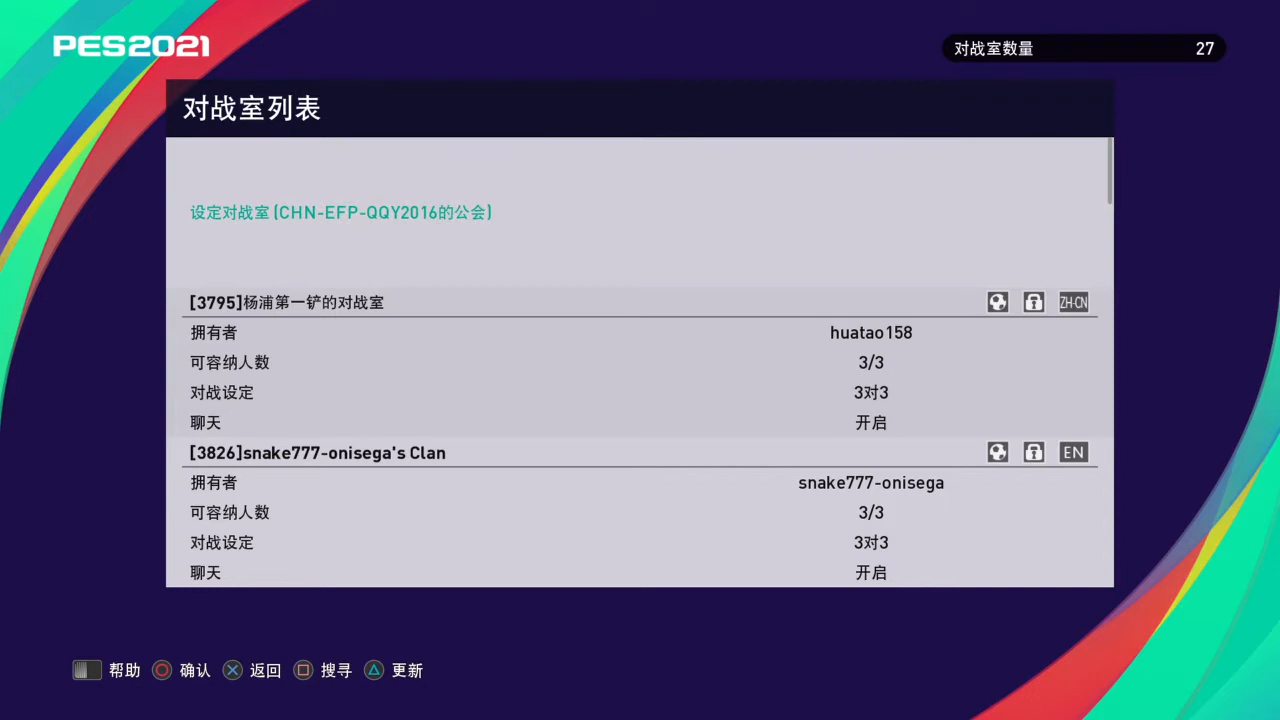 PES2021
对战室数量 27
对战室列表
设定对战室 (CHN-EFP-QQY2016的公会)
[3795]杨浦第一铲的对战室 ZH-CN
拥有者 huatao158
可容纳人数 3/3
对战设定 3对3
聊天 开启
[3826]snake777-onisega's Clan EN
拥有者 snake777-onisega
可容纳人数 3/3
对战设定 3对3
聊天 开启
帮助 确认 返回 搜寻 更新